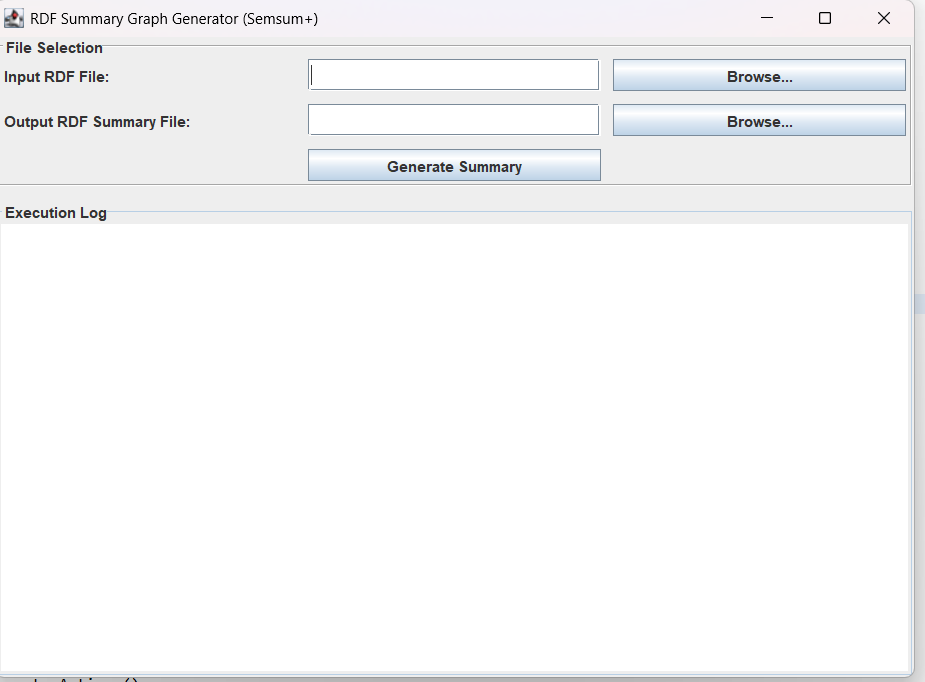 RDF Summary Graph Generator (Semsum+)
File Selection
Input RDF File:
Browse...
Output RDF Summary File:
Browse...
Generate Summary
Execution Log